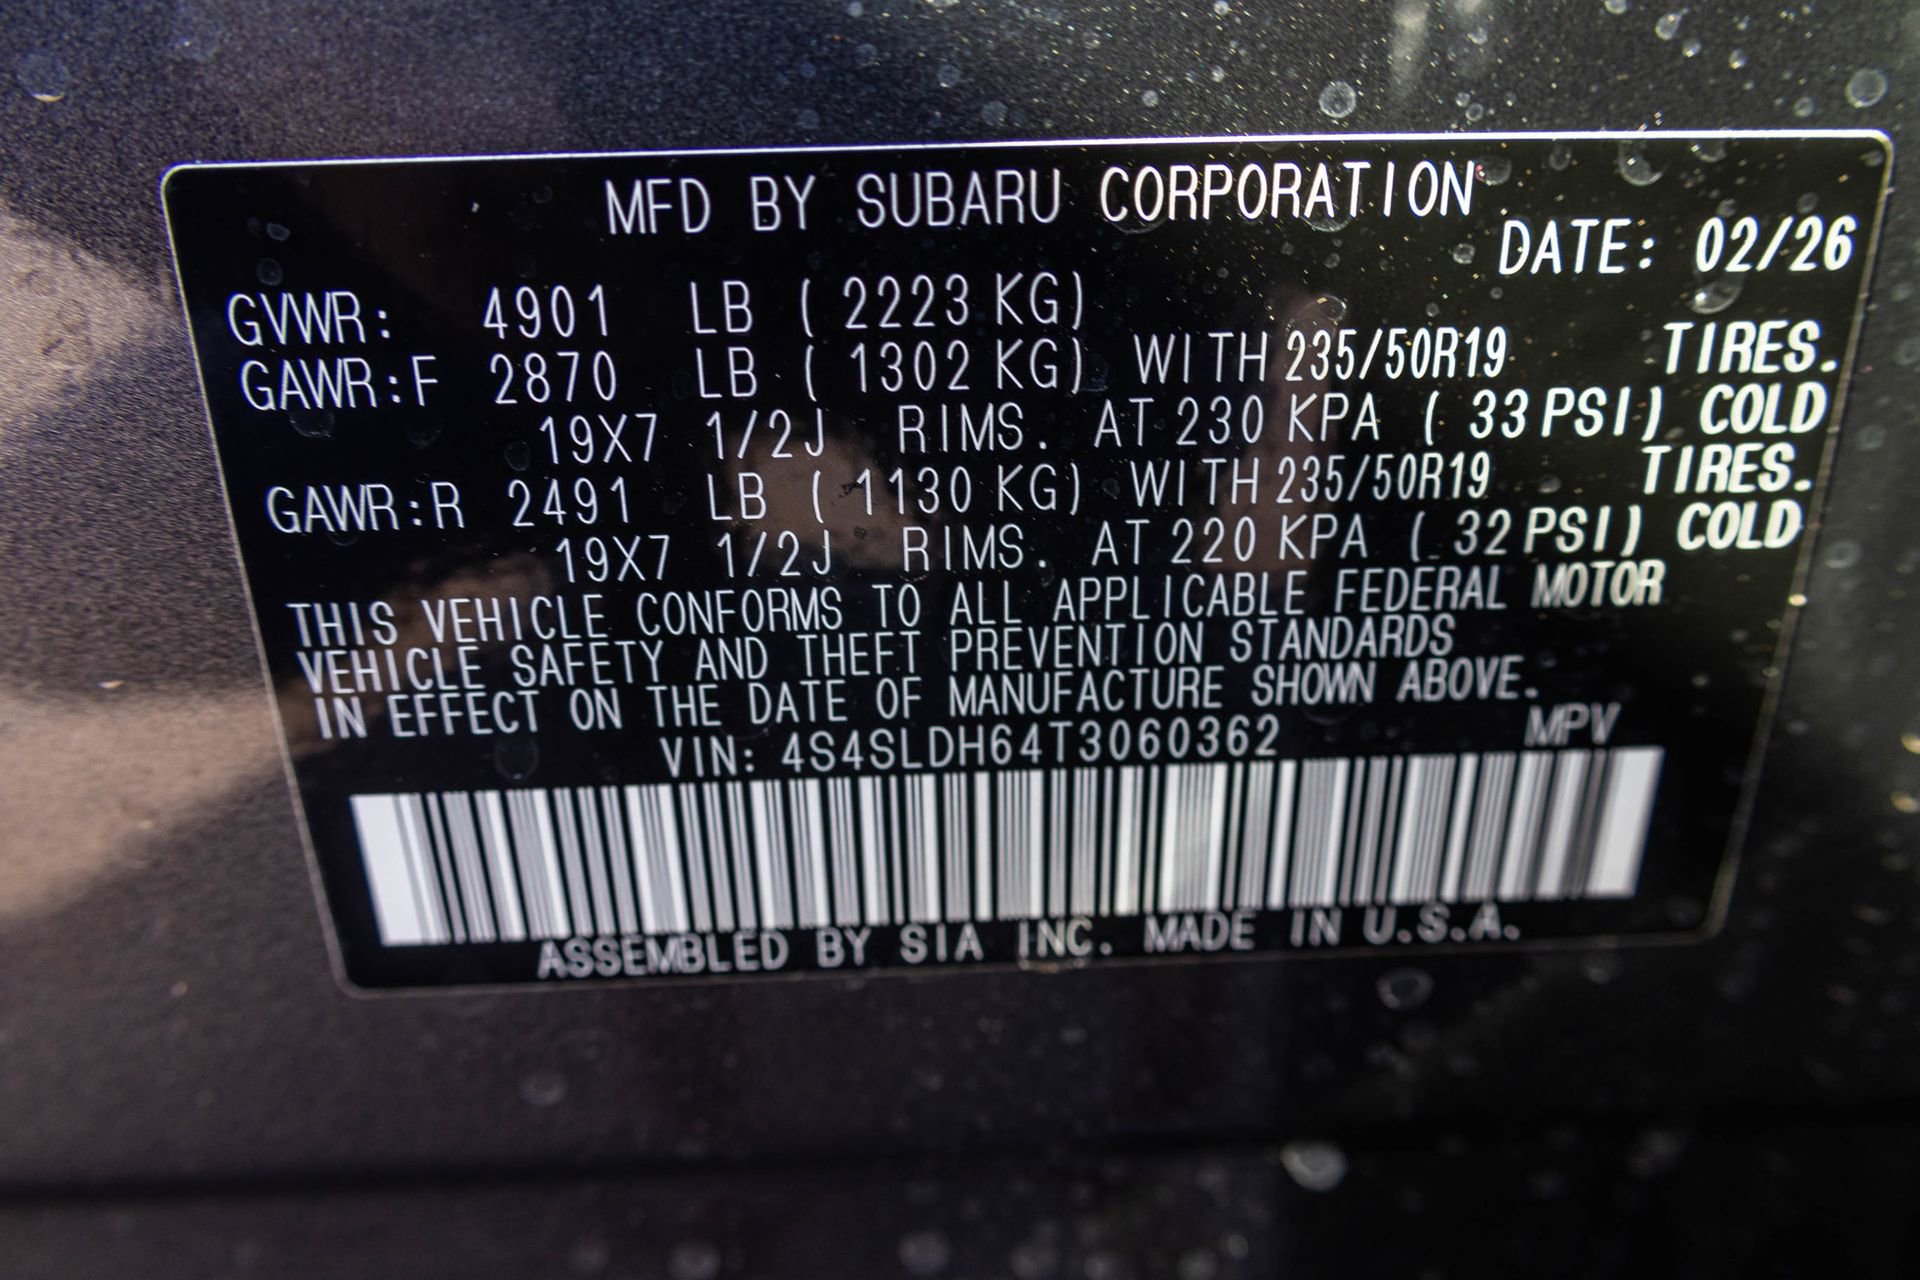 MFD BY SUBARU CORPORATION
DATE: 02/26
GVWR: 4901 LB ( 2223 KG)
GAWR:F 2870 LB ( 1302 KG) WITH 235/50R19 TIRES.
19X7 1/2J RIMS. AT 230 KPA ( 33 PSI) COLD
GAWR:R 2491 LB ( 1130 KG) WITH 235/50R19 TIRES.
19X7 1/2J RIMS. AT 220 KPA ( 32 PSI) COLD
THIS VEHICLE CONFORMS TO ALL APPLICABLE FEDERAL MOTOR
VEHICLE SAFETY AND THEFT PREVENTION STANDARDS
IN EFFECT ON THE DATE OF MANUFACTURE SHOWN ABOVE.
VIN: 4S4SLDH64T3060362 MPV
ASSEMBLED BY SIA INC. MADE IN U.S.A.